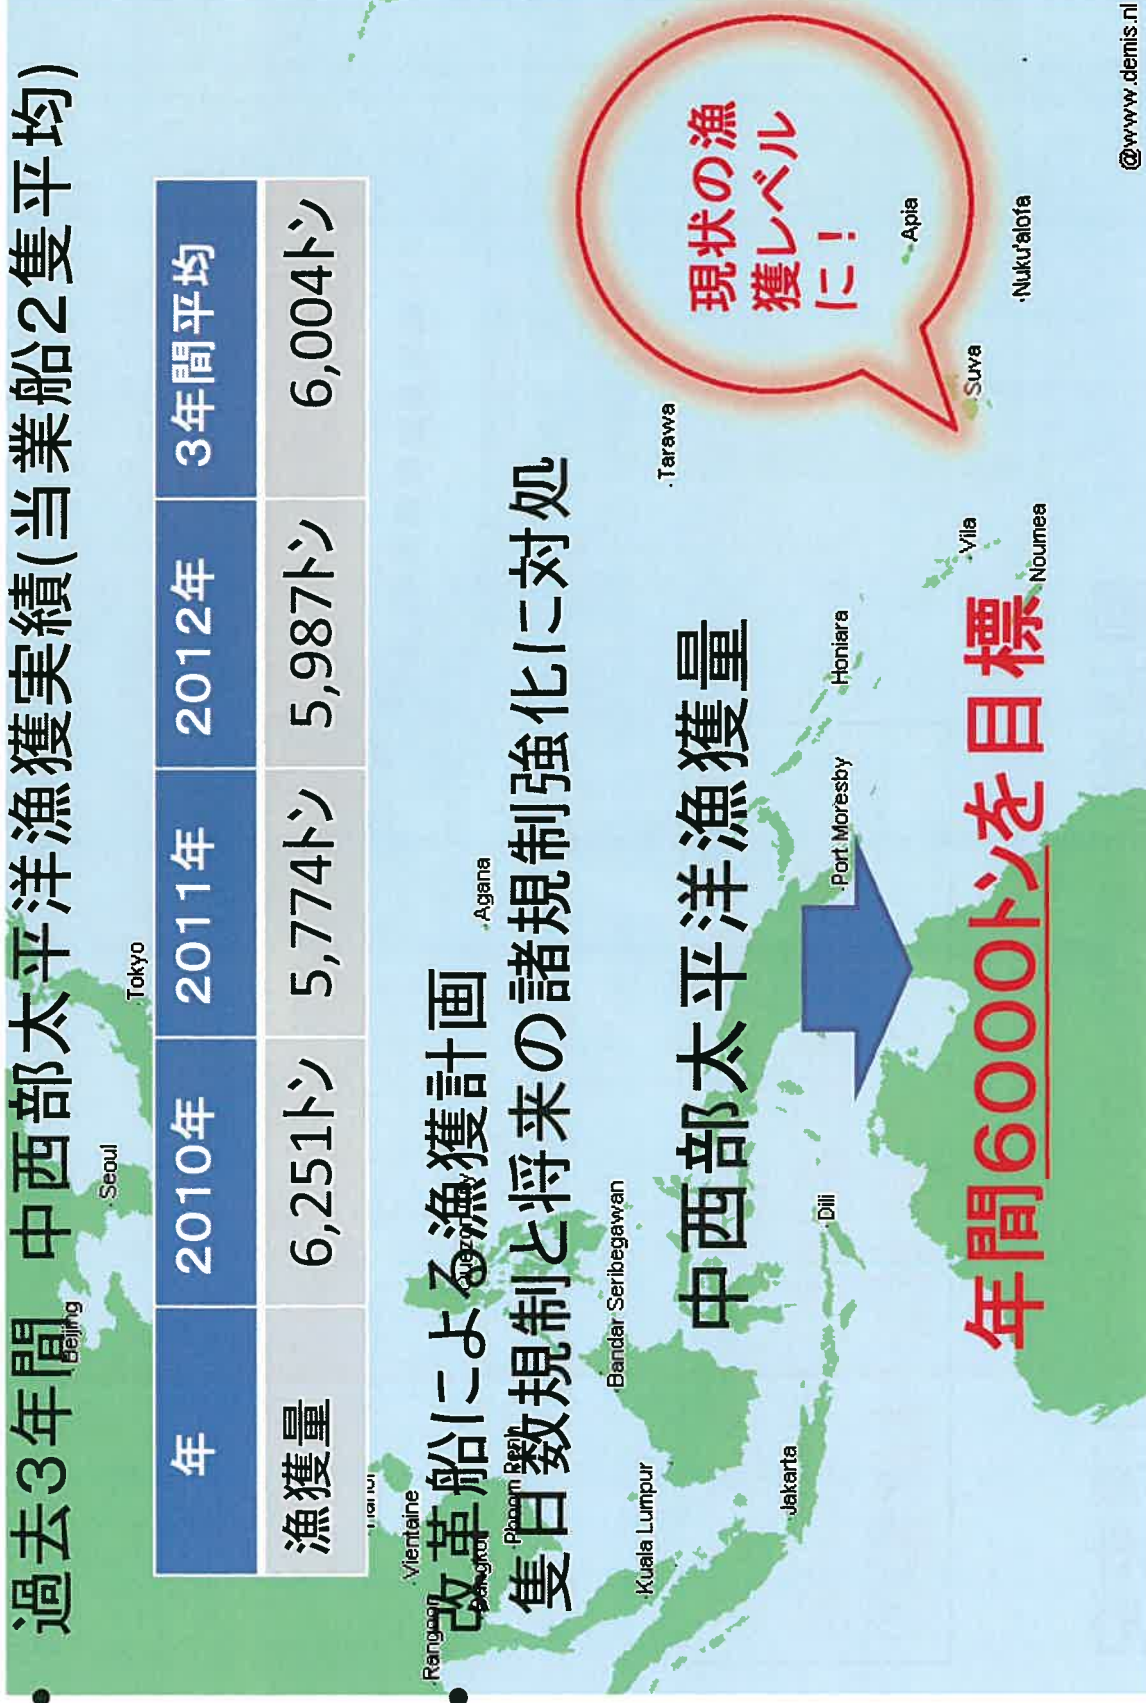 ・過去3年間 中西部太平洋漁獲実績(当業船2隻平均)
年 2010年 2011年 2012年 3年間平均
漁獲量 6,251トン 5,774トン 5,987トン 6,004トン
・改革船による漁獲計画
隻日数規制と将来の諸規制強化に対処
中西部太平洋漁獲量
年間6000トンを目標
現状の漁
獲レベル
に!
Beijing
Seoul
Tokyo
Rangoon
Vientiane
Agana
Phnom Penh
Kuala Lumpur
Bandar Seribegawan
Tarawa
Jakarta
Dili
Port Moresby
Honiara
Apia
Vila
Suva
Noumea
Nuku'alofa
@www.demis.nl